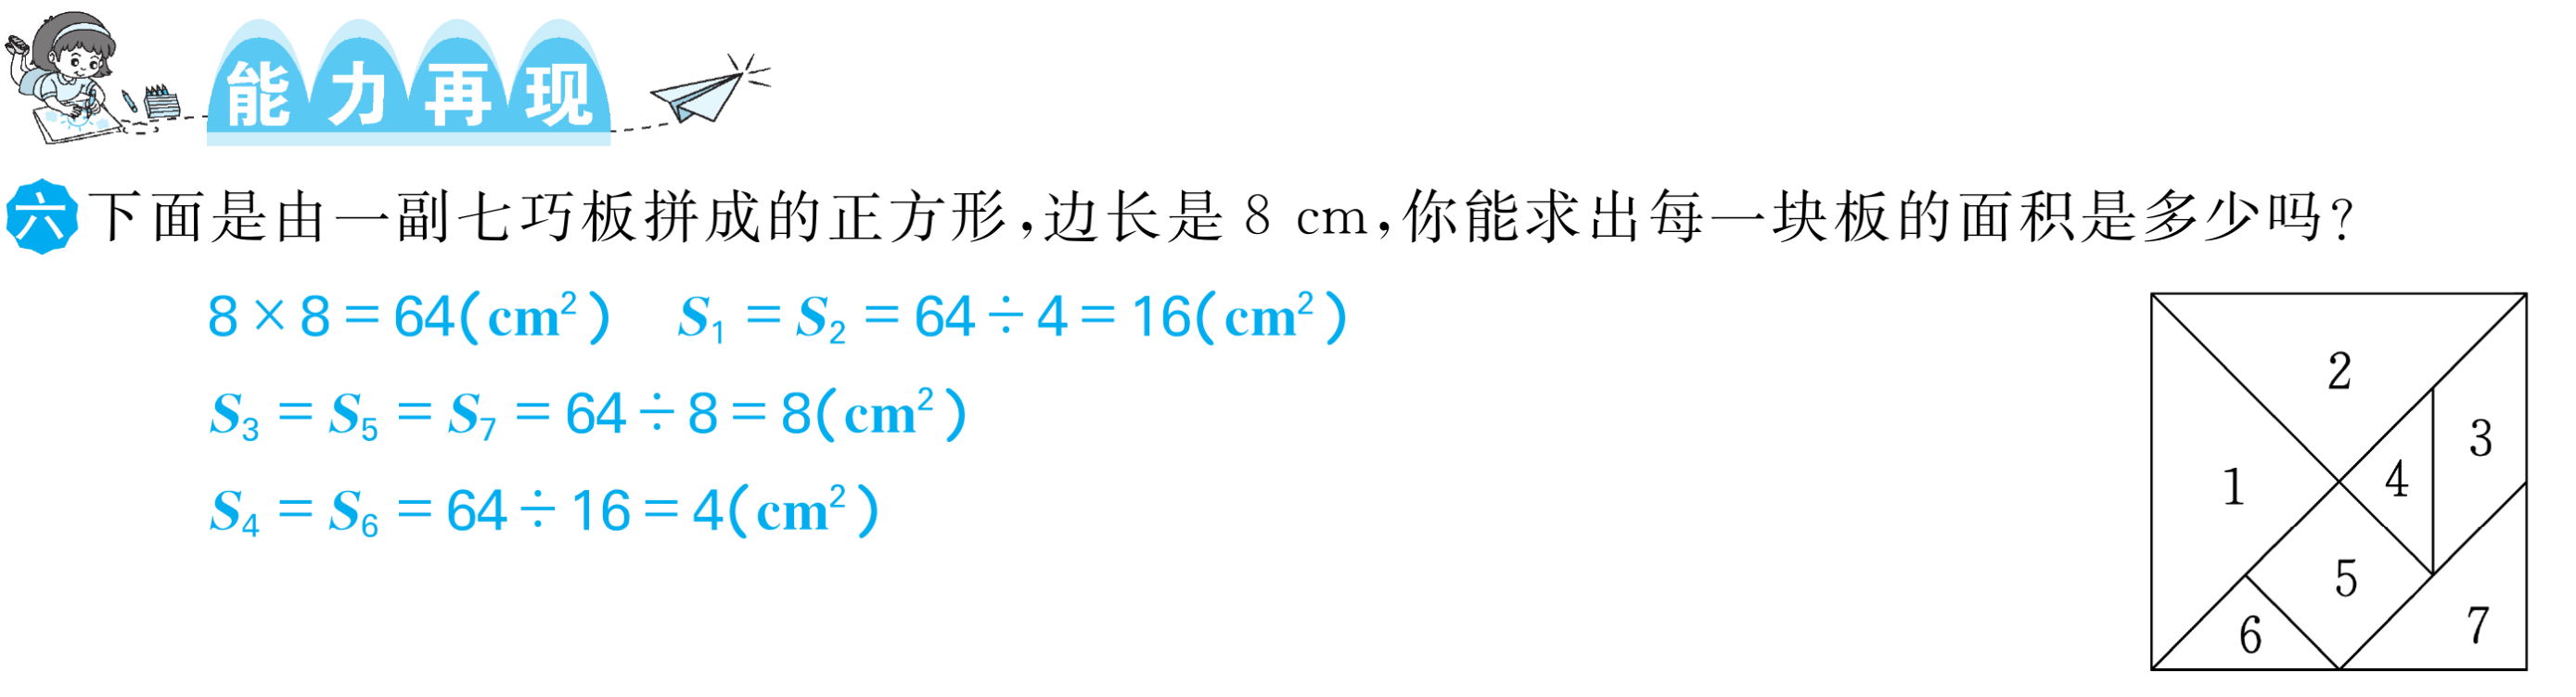 能力再现
六 下面是由一副七巧板拼成的正方形,边长是 8 cm,你能求出每一块板的面积是多少吗?
8×8=64(cm²) S₁=S₂=64÷4=16(cm²)
S₃=S₅=S₇=64÷8=8(cm²)
S₄=S₆=64÷16=4(cm²)
2
3
4
1
5
7
6